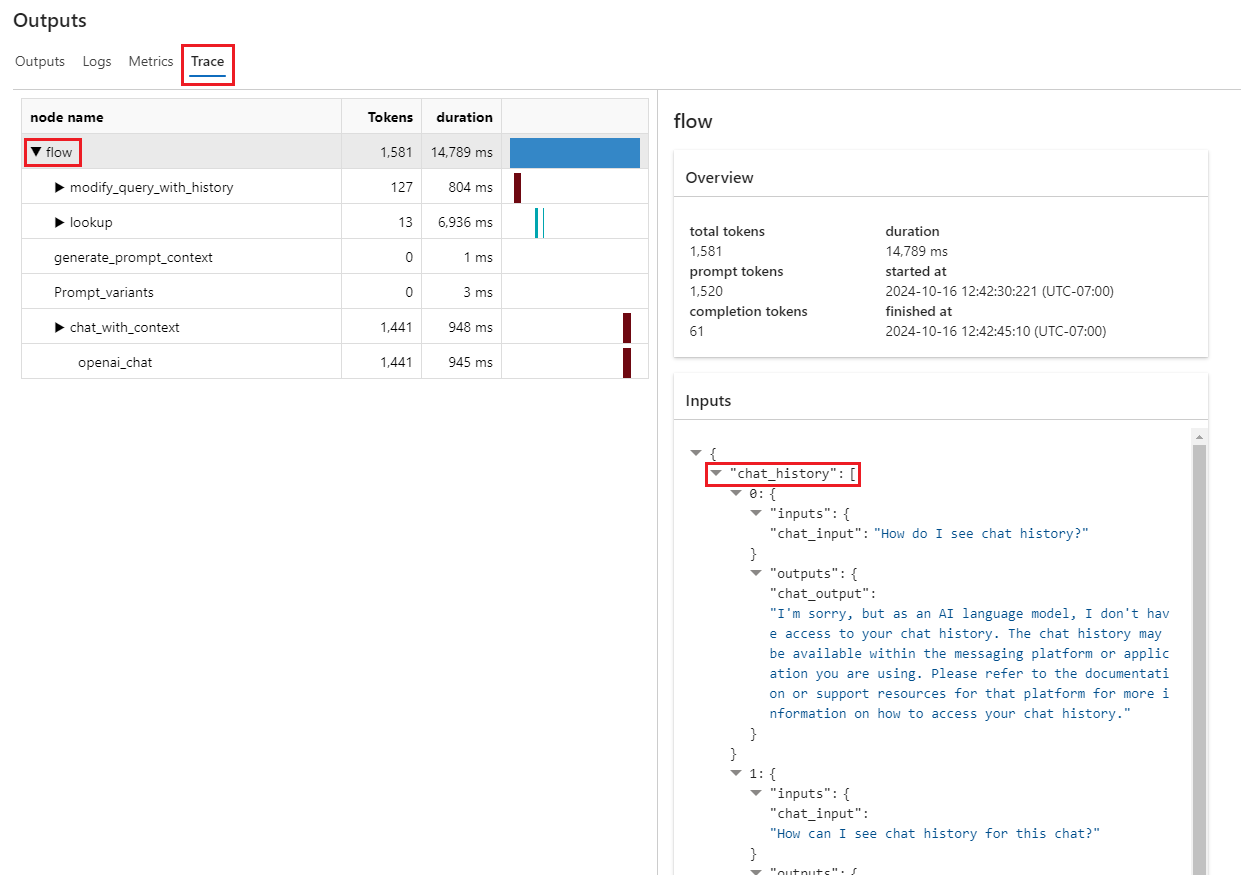 Outputs
Outputs Logs Metrics Trace
node name Tokens duration
flow 1,581 14,789 ms
modify_query_with_history 127 804 ms
lookup 13 6,936 ms
generate_prompt_context 0 1 ms
Prompt_variants 0 3 ms
chat_with_context 1,441 948 ms
openai_chat 1,441 945 ms
flow
Overview
total tokens duration
1,581 14,789 ms
prompt tokens started at
1,520 2024-10-16 12:42:30:221 (UTC-07:00)
completion tokens finished at
61 2024-10-16 12:42:45:10 (UTC-07:00)
Inputs
{
"chat_history": [
0: {
"inputs": {
"chat_input": "How do I see chat history?"
}
"outputs": {
"chat_output":
"I'm sorry, but as an AI language model, I don't hav
e access to your chat history. The chat history may
be available within the messaging platform or applic
ation you are using. Please refer to the documentati
on or support resources for that platform for more i
nformation on how to access your chat history."
}
}
1: {
"inputs": {
"chat_input":
"How can I see chat history for this chat?"
}
"outputs": {